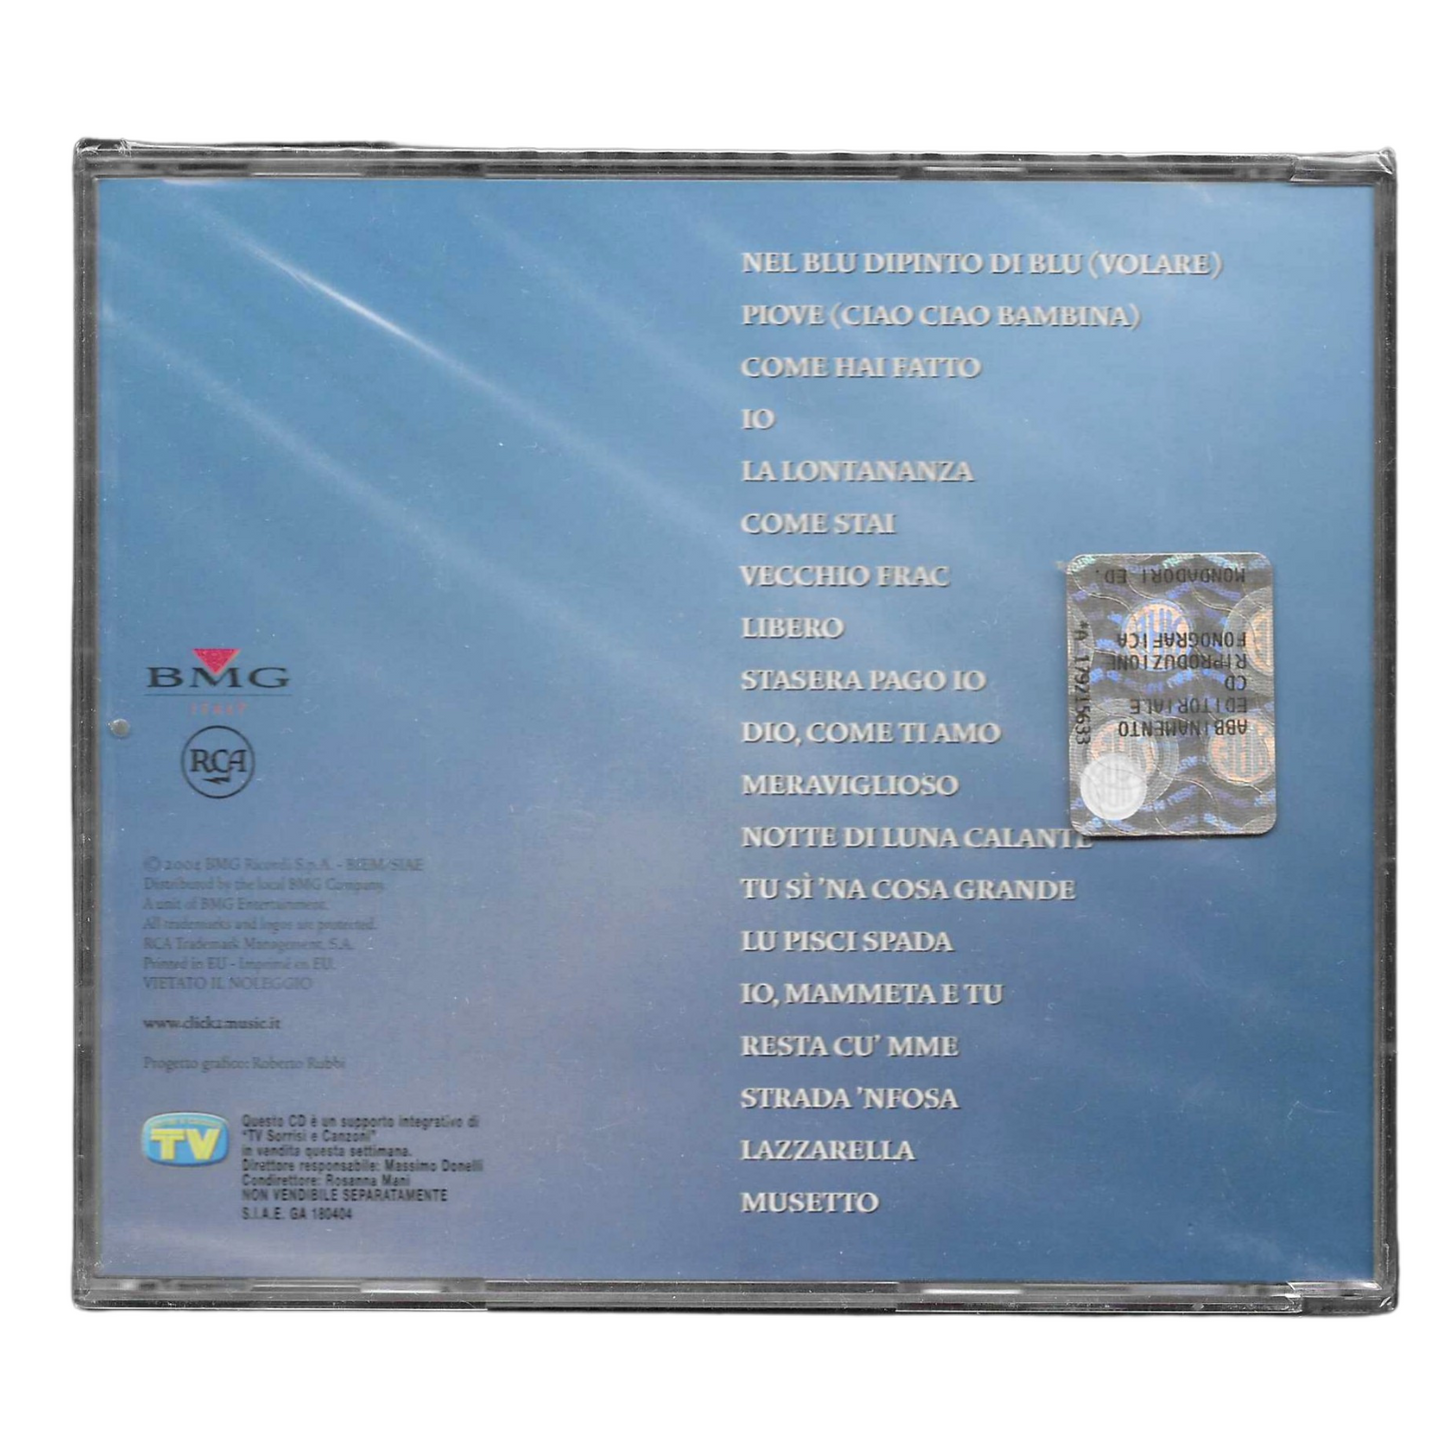 NEL BLU DIPINTO DI BLU (VOLARE)
PIOVE (CIAO CIAO BAMBINA)
COME HAI FATTO
IO
LA LONTANANZA
COME STAI
VECCHIO FRAC
LIBERO
STASERA PAGO IO
DIO, COME TI AMO
MERAVIGLIOSO
NOTTE DI LUNA CALANTE
TU SÌ 'NA COSA GRANDE
LU PISCI SPADA
IO, MAMMETA E TU
RESTA CU' MME
STRADA 'NFOSA
LAZZARELLA
MUSETTO
BMG
ITALY
RCA
BMG Ricordi S.p.A. - BIEM/SIAE
Distributed by the local BMG Company.
A unit of BMG Entertainment.
All trademarks and logos are protected.
RCA Trademark Management, S.A.
Printed in EU - Imprimé en EU.
VIETATO IL NOLEGGIO
www.click2music.it
Progetto grafico: Roberto Rubbi
TV
Questo CD è un supporto integrativo di
"TV Sorrisi e Canzoni"
in vendita questa settimana.
Direttore responsabile: Massimo Donelli
Condirettore: Rosanna Mani
NON VENDIBILE SEPARATAMENTE
S.I.A.E. GA 180404
ABBINAMENTO
EDITORIALE
CD
RIPRODUZIONE
FONOGRAFICA
MONDADORI ED.
*A 179215633